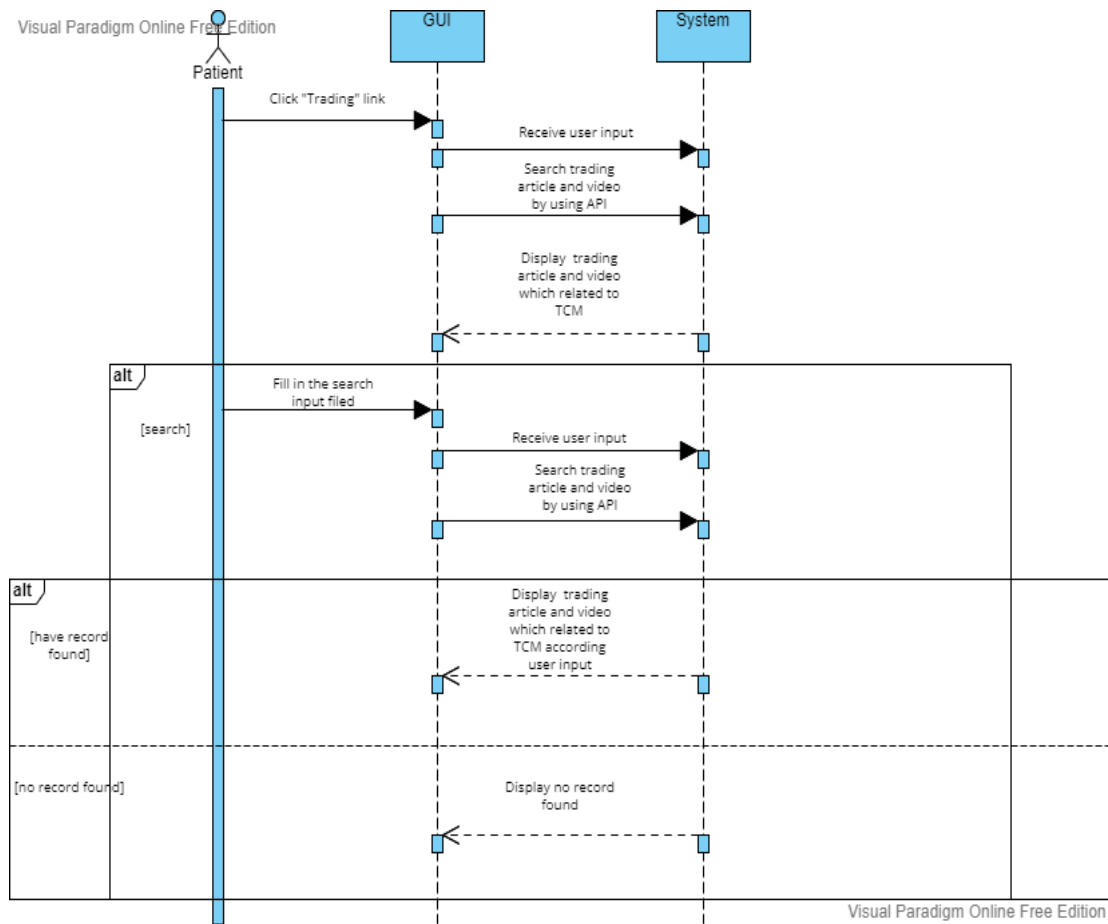 Visual Paradigm Online Free Edition
GUI
System
Patient
Click "Trading" link
Receive user input
Search trading
article and video
by using API
Display trading
article and video
which related to
TCM
alt
Fill in the search
input filed
[search]
Receive user input
Search trading
article and video
by using API
alt
Display trading
article and video
which related to
TCM according
user input
[have record
found]
[no record found]
Display no record
found
Visual Paradigm Online Free Edition